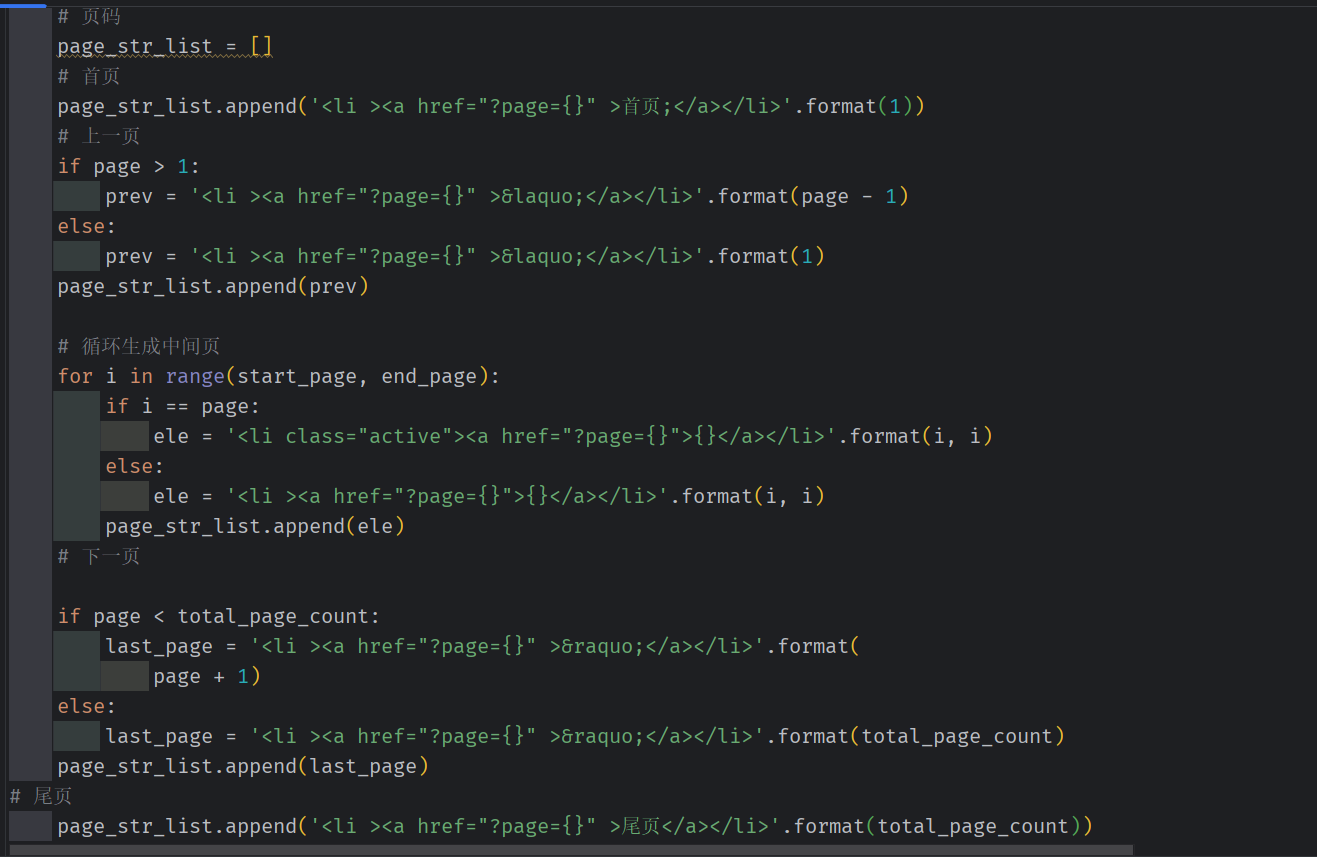 # 页码
page_str_list = []
# 首页
page_str_list.append('<li ><a href="?page={}" >首页;</a></li>'.format(1))
# 上一页
if page > 1:
    prev = '<li ><a href="?page={}" >&laquo;</a></li>'.format(page - 1)
else:
    prev = '<li ><a href="?page={}" >&laquo;</a></li>'.format(1)
page_str_list.append(prev)
# 循环生成中间页
for i in range(start_page, end_page):
    if i == page:
        ele = '<li class="active"><a href="?page={}">{}</a></li>'.format(i, i)
    else:
        ele = '<li ><a href="?page={}">{}</a></li>'.format(i, i)
    page_str_list.append(ele)
# 下一页
if page < total_page_count:
    last_page = '<li ><a href="?page={}" >&raquo;</a></li>'.format(
        page + 1)
else:
    last_page = '<li ><a href="?page={}" >&raquo;</a></li>'.format(total_page_count)
page_str_list.append(last_page)
# 尾页
page_str_list.append('<li ><a href="?page={}" >尾页</a></li>'.format(total_page_count))